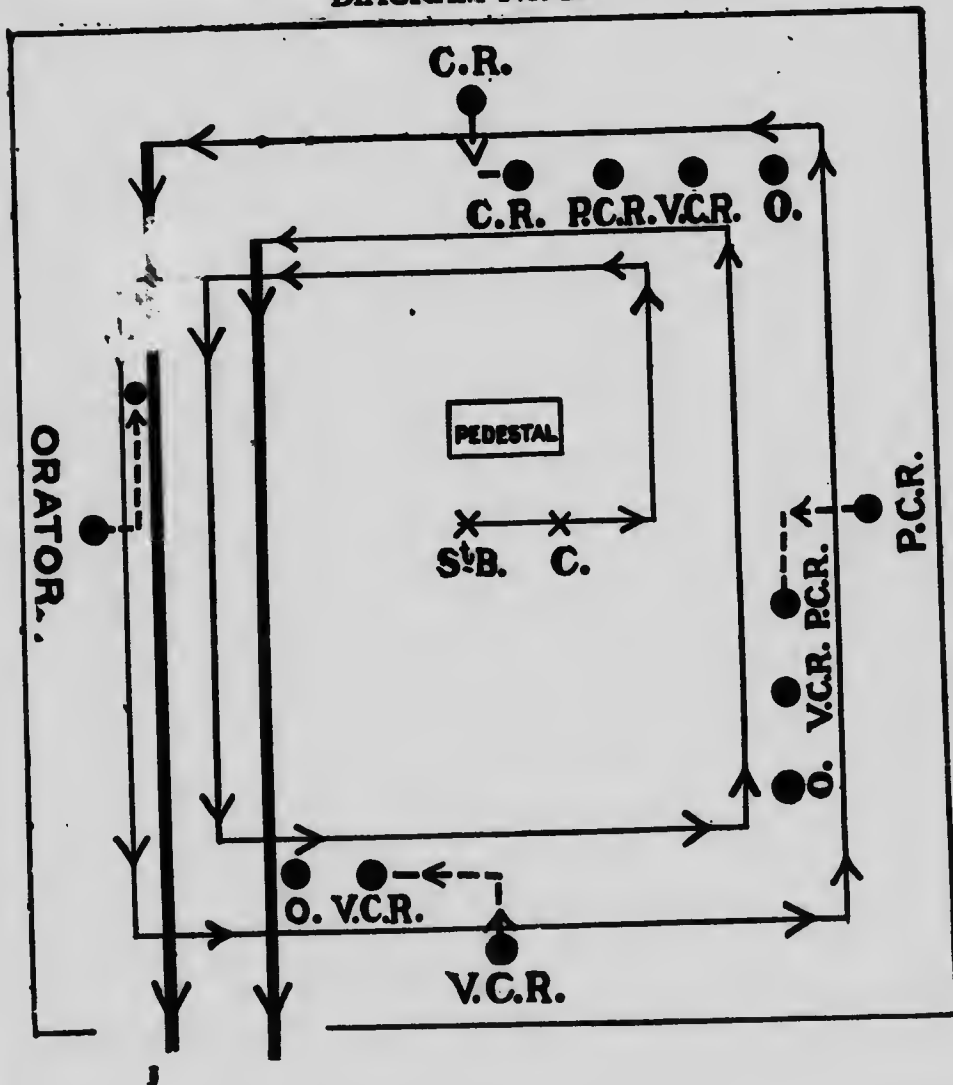 C.R.
C.R. P.C.R. V.C.R. O.
PEDESTAL
ORATOR.
P.C.R.
St B. C.
P.C.R.
V.C.R.
O.
O. V.C.R.
V.C.R.